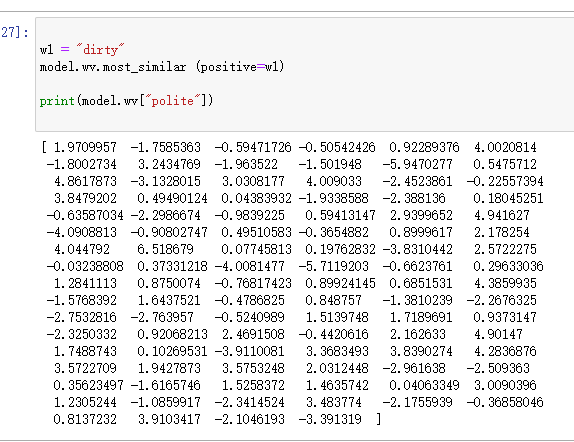 27]:
w1 = "dirty"
model.wv.most_similar (positive=w1)
print(model.wv["polite"])
[ 1.9709957 -1.7585363 -0.59471726 -0.50542426 0.92289376 4.0020814
-1.8002734 3.2434769 -1.963522 -1.501948 -5.9470277 0.5475712
4.8617873 -3.1328015 3.0308177 4.009033 -2.4523861 -0.22557394
3.8479202 0.49490124 0.04383932 -1.9338588 -2.388136 0.18045251
-0.63587034 -2.2986674 -0.9839225 0.59413147 2.9399652 4.941627
-4.0908813 -0.90802747 0.49510583 -0.3654882 0.8999617 2.178254
4.044792 6.518679 0.07745813 0.19762832 -3.8310442 2.5722275
-0.03238808 0.37331218 -4.0081477 -5.7119203 -0.6623761 0.29633036
1.2841113 0.8750074 -0.76817423 0.89924145 0.6851531 4.3859935
-1.5768392 1.6437521 -0.4786825 0.848757 -1.3810239 -2.2676325
-2.7532816 -2.763957 -0.5240989 1.5139748 1.7189691 0.9373147
-2.3250332 0.92068213 2.4691508 -0.4420616 2.162633 4.90147
1.7488743 0.10269531 -3.9110081 3.3683493 3.8390274 4.2836876
3.5722709 1.9427873 3.5753248 2.0312448 -2.961638 -2.509363
0.35623497 -1.6165746 1.5258372 1.4635742 0.04063349 3.0090396
1.2305244 -1.0859917 -2.3414524 3.483774 -2.1755939 -0.36858046
0.8137232 3.9103417 -2.1046193 -3.391319 ]